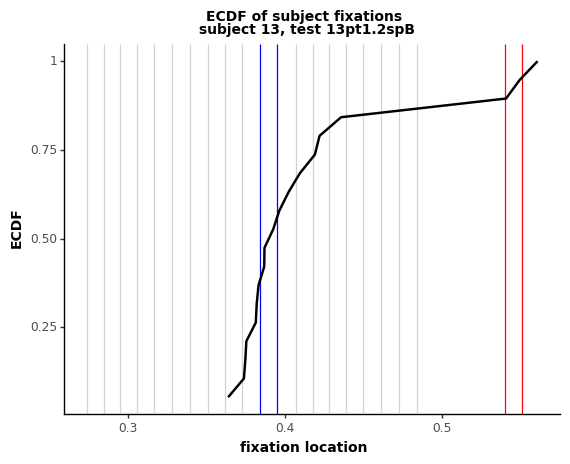 ECDF of subject fixations
subject 13, test 13pt1.2spB
1
0.75
0.50
0.25
ECDF
0.3
0.4
0.5
fixation location